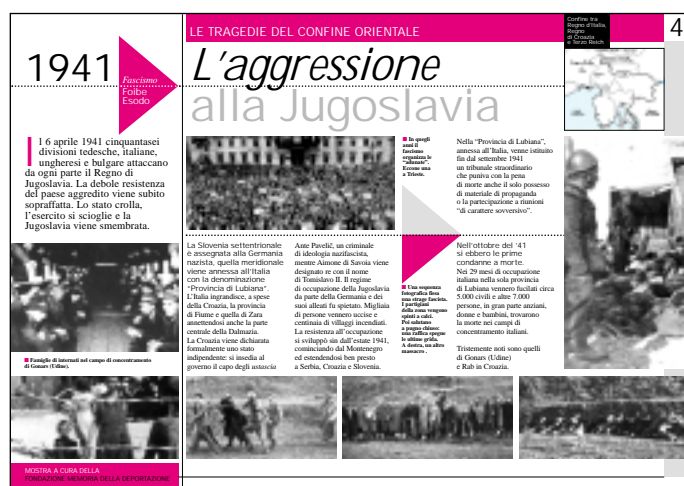 LE TRAGEDIE DEL CONFINE ORIENTALE
Confine tra
Regno d'Italia,
Regno
di Croazia
e Terzo Reich
4
1941
Fascismo
Foibe
Esodo
L'aggressione
alla Jugoslavia
Il 6 aprile 1941 cinquantasei
divisioni tedesche, italiane,
ungheresi e bulgare attaccano
da ogni parte il Regno di
Jugoslavia. La debole resistenza
del paese aggredito viene subito
sopraffatta. Lo stato crolla,
l'esercito si scioglie e la
Jugoslavia viene smembrata.
Famiglie di internati nel campo di concentramento
di Gonars (Udine).
In quegli
anni il
fascismo
organizza le
"adunate".
Eccone una
a Trieste.
Nella "Provincia di Lubiana",
annessa all'Italia, venne istituito
fin dal settembre 1941
un tribunale straordinario
che puniva con la pena
di morte anche il solo possesso
di materiale di propaganda
o la partecipazione a riunioni
"di carattere sovversivo".
La Slovenia settentrionale
è assegnata alla Germania
nazista, quella meridionale
viene annessa all'Italia
con la denominazione
"Provincia di Lubiana".
L'Italia ingrandisce, a spese
della Croazia, la provincia
di Fiume e quella di Zara
annettendosi anche la parte
centrale della Dalmazia.
La Croazia viene dichiarata
formalmente uno stato
indipendente: si insedia al
governo il capo degli ustascia
Ante Pavelič, un criminale
di ideologia nazifascista,
mentre Aimone di Savoia viene
designato re con il nome
di Tomislavo II. Il regime
di occupazione della Jugoslavia
da parte della Germania e dei
suoi alleati fu spietato. Migliaia
di persone vennero uccise e
centinaia di villaggi incendiati.
La resistenza all'occupazione
si sviluppò sin dall'estate 1941,
cominciando dal Montenegro
ed estendendosi ben presto
a Serbia, Croazia e Slovenia.
Una sequenza
fotografica fissa
una strage fascista.
I partigiani
della zona vengono
spinti a calci.
Poi salutano
a pugno chiuso:
una raffica spegne
le ultime grida.
A destra, un altro
massacro .
Nell'ottobre del '41
si ebbero le prime
condanne a morte.
Nei 29 mesi di occupazione
italiana nella sola provincia
di Lubiana vennero fucilati circa
5.000 civili e altre 7.000
persone, in gran parte anziani,
donne e bambini, trovarono
la morte nei campi di
concentramento italiani.
Tristemente noti sono quelli
di Gonars (Udine)
e Rab in Croazia.
MOSTRA A CURA DELLA
FONDAZIONE MEMORIA DELLA DEPORTAZIONE